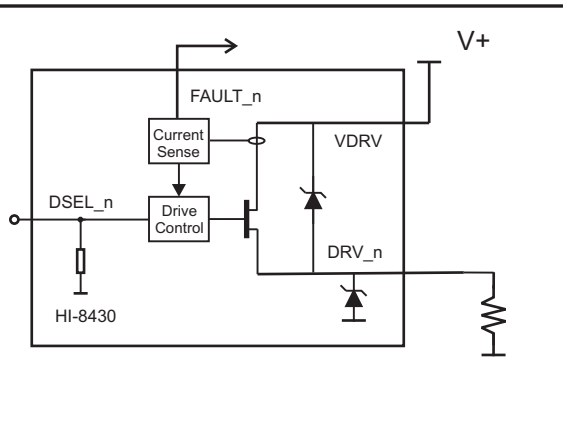 V+
FAULT_n
Current
Sense
VDRV
DSEL_n
Drive
Control
DRV_n
HI-8430